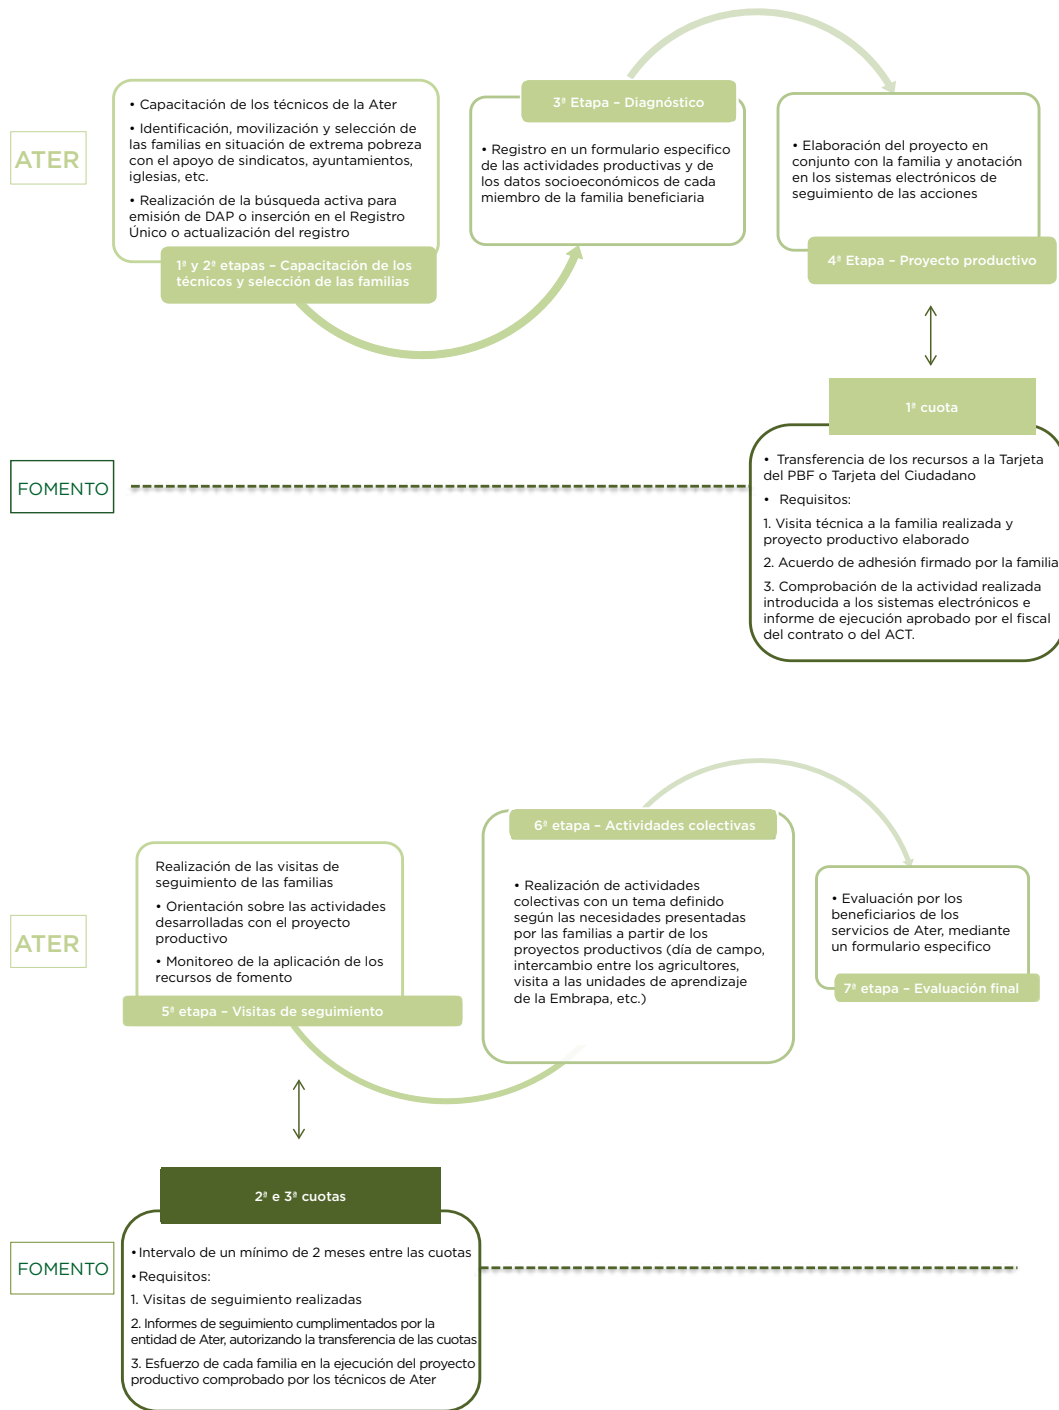 ATER
• Capacitación de los técnicos de la Ater
• Identificación, movilización y selección de
las familias en situación de extrema pobreza
con el apoyo de sindicatos, ayuntamientos,
iglesias, etc.
• Realización de la búsqueda activa para
emisión de DAP o inserción en el Registro
Único o actualización del registro
1ª y 2ª etapas – Capacitación de los
técnicos y selección de las familias
3ª Etapa – Diagnóstico
• Registro en un formulario especifico
de las actividades productivas y de
los datos socioeconómicos de cada
miembro de la familia beneficiaria
• Elaboración del proyecto en
conjunto con la familia y anotación
en los sistemas electrónicos de
seguimiento de las acciones
4ª Etapa – Proyecto productivo
FOMENTO
1ª cuota
• Transferencia de los recursos a la Tarjeta
del PBF o Tarjeta del Ciudadano
• Requisitos:
1. Visita técnica a la familia realizada y
proyecto productivo elaborado
2. Acuerdo de adhesión firmado por la familia
3. Comprobación de la actividad realizada
introducida a los sistemas electrónicos e
informe de ejecución aprobado por el fiscal
del contrato o del ACT.
ATER
Realización de las visitas de
seguimiento de las familias
• Orientación sobre las actividades
desarrolladas con el proyecto
productivo
• Monitoreo de la aplicación de los
recursos de fomento
5ª etapa – Visitas de seguimiento
6ª etapa – Actividades colectivas
• Realización de actividades
colectivas con un tema definido
según las necesidades presentadas
por las familias a partir de los
proyectos productivos (día de campo,
intercambio entre los agricultores,
visita a las unidades de aprendizaje
de la Embrapa, etc.)
• Evaluación por los
beneficiarios de los
servicios de Ater, mediante
un formulario especifico
7ª etapa – Evaluación final
FOMENTO
2ª e 3ª cuotas
• Intervalo de un mínimo de 2 meses entre las cuotas
• Requisitos:
1. Visitas de seguimiento realizadas
2. Informes de seguimiento cumplimentados por la
entidad de Ater, autorizando la transferencia de las cuotas
3. Esfuerzo de cada familia en la ejecución del proyecto
productivo comprobado por los técnicos de Ater